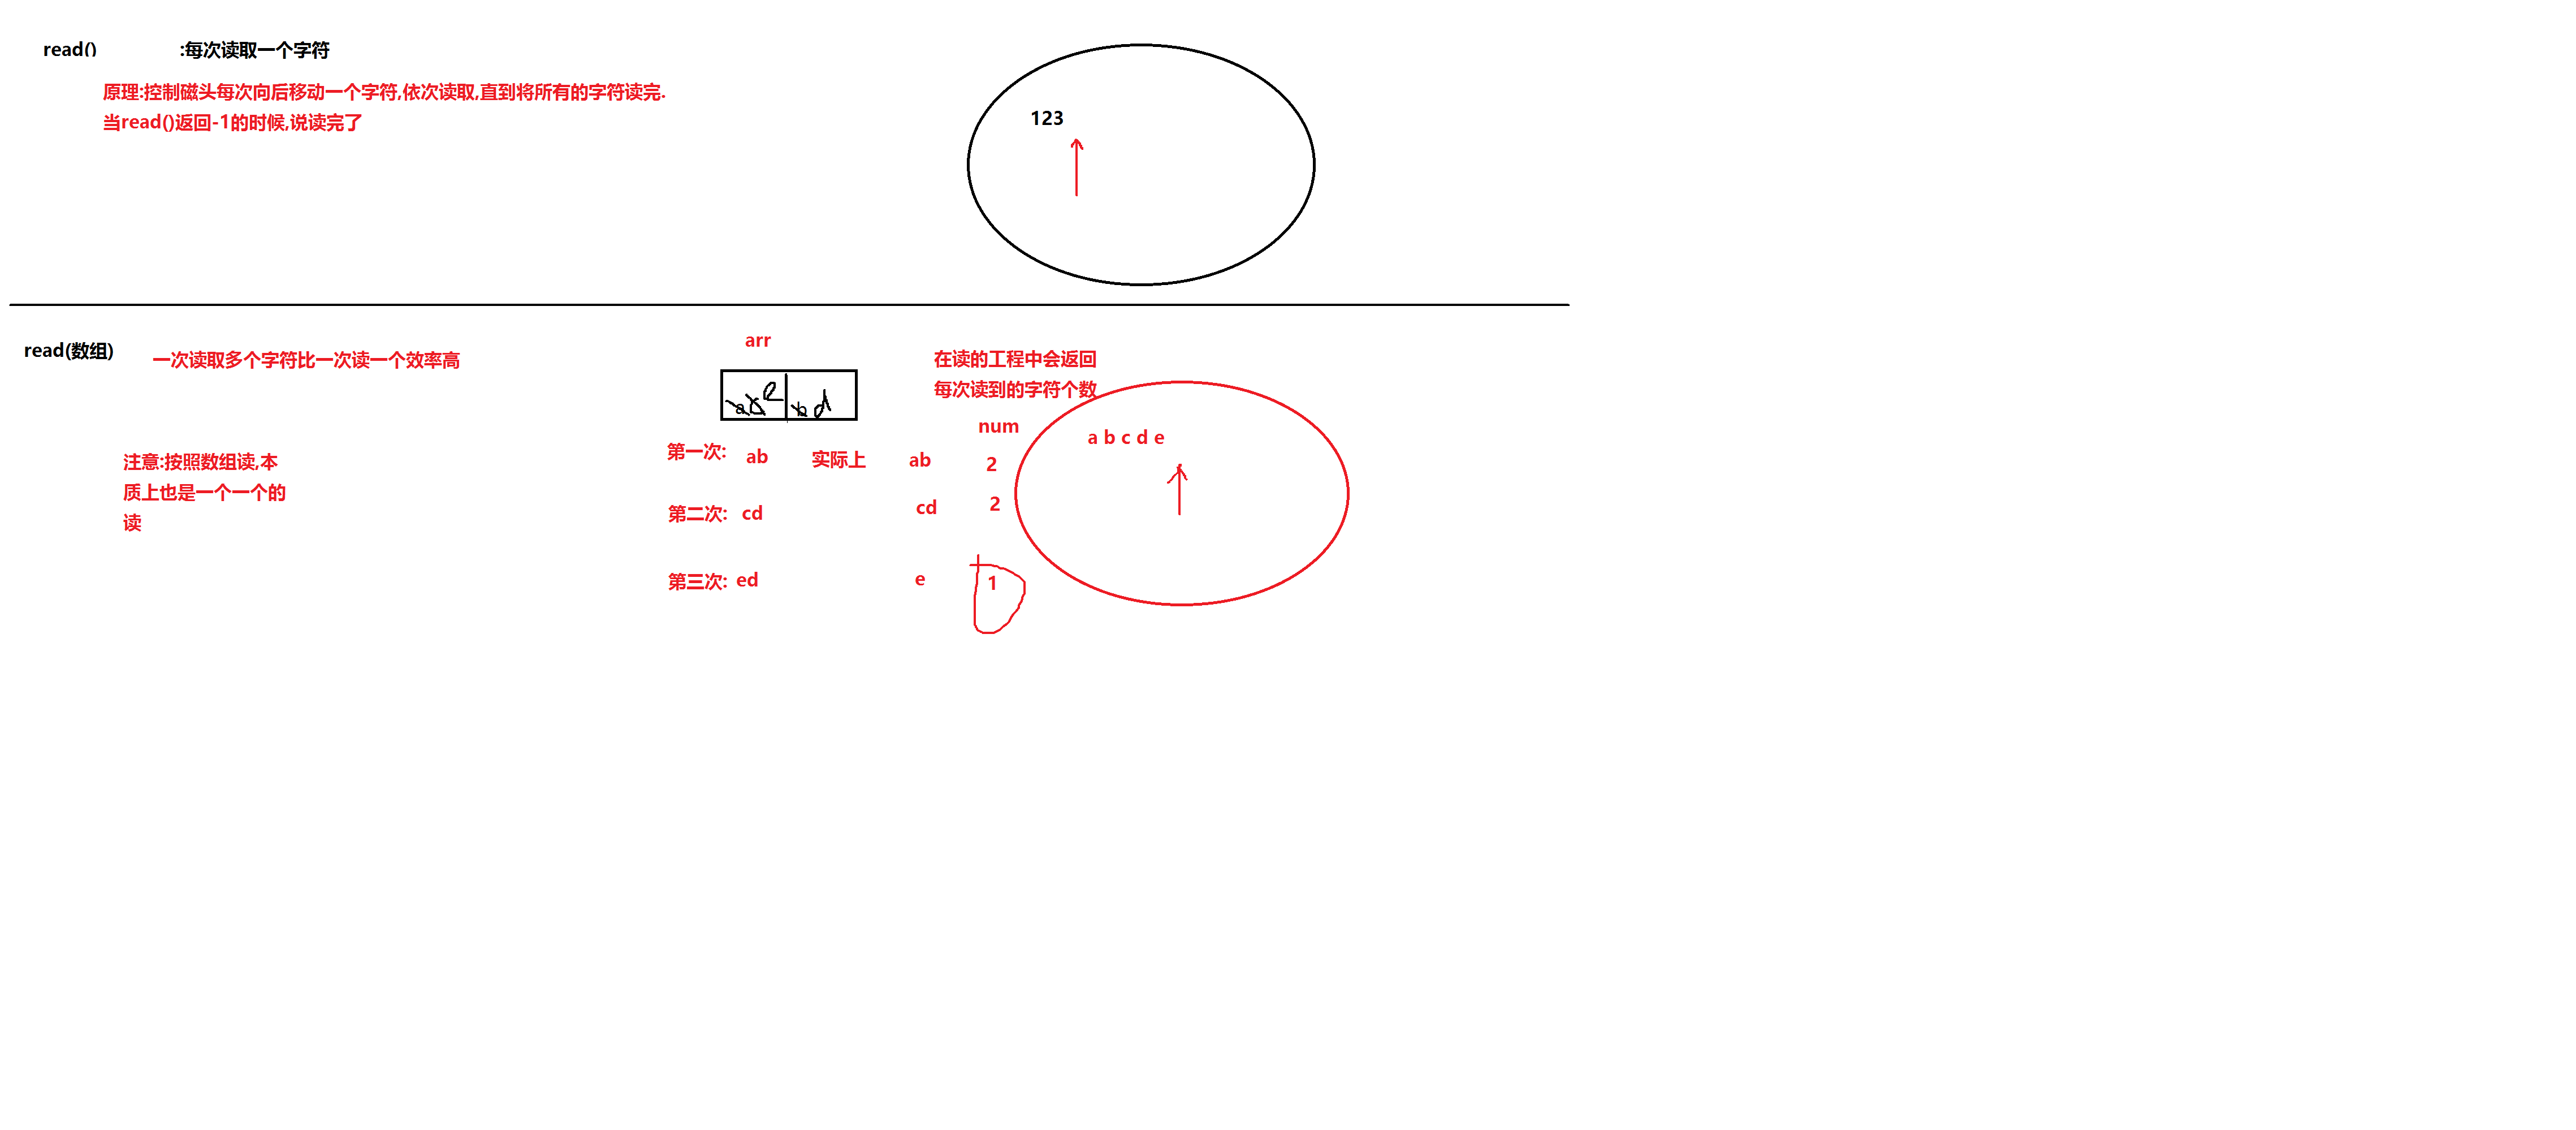 read() :每次读取一个字符
原理:控制磁头每次向后移动一个字符,依次读取,直到将所有的字符读完.
当read()返回-1的时候,说读完了
123
read(数组)
一次读取多个字符比一次读一个效率高
注意:按照数组读,本
质上也是一个一个的
读
arr
a c e b d
在读的工程中会返回
每次读到的字符个数
num
第一次: ab 实际上 ab 2
第二次: cd cd 2
第三次: ed e 1
a b c d e